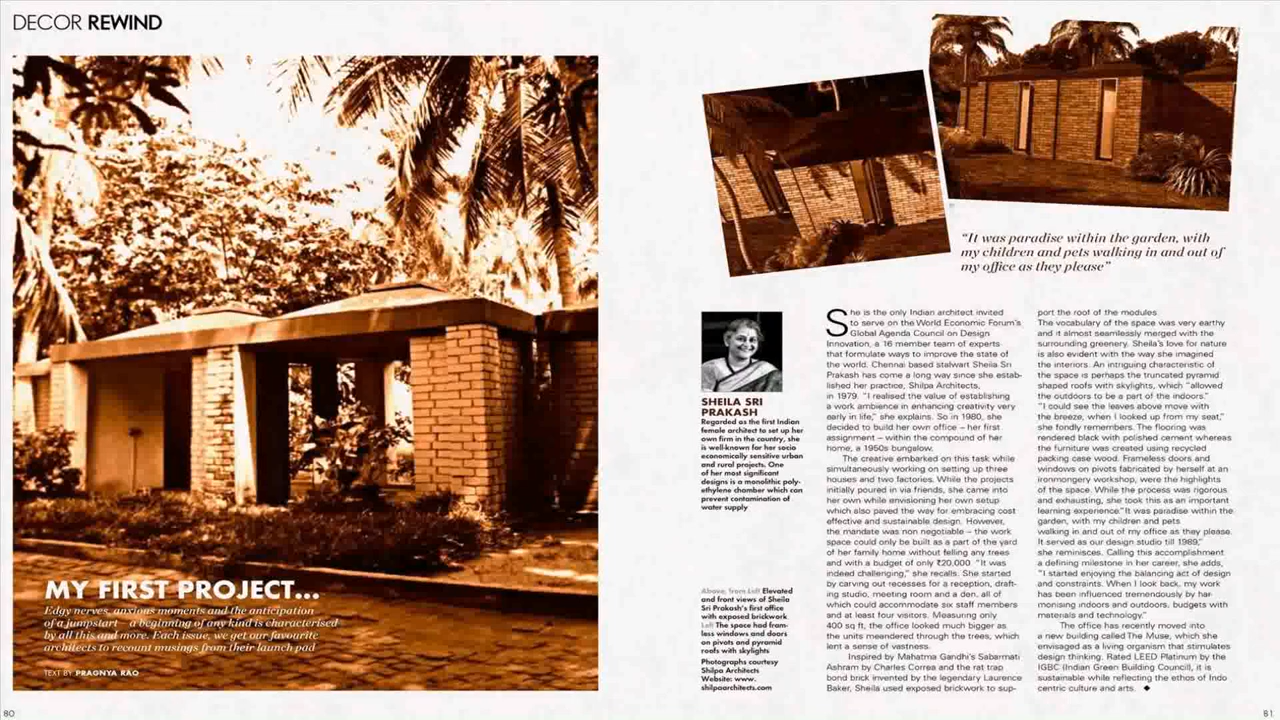 DECOR REWIND
MY FIRST PROJECT...
Edgy nerves, anxious moments and the anticipation
of a jumpstart – a beginning of any kind is characterised
by all this and more. Each issue, we get our favourite
architects to recount musings from their launch pad
TEXT BY PRAGNYA RAO
80
"It was paradise within the garden, with
my children and pets walking in and out of
my office as they please"
SHEILA SRI
PRAKASH
Regarded as the first Indian
female architect to set up her
own firm in the country, she
is well-known for her socio
economically sensitive urban
and rural projects. One
of her most significant
designs is a monolithic poly-
ethylene chamber which can
prevent contamination of
water supply
Above, from Left Elevated
and front views of Sheila
Sri Prakash's first office
with exposed brickwork
Left The space had fram-
less windows and doors
on pivots and pyramid
roofs with skylights
Photographs courtesy
Shilpa Architects
Website: www.
shilpaarchitects.com
She is the only Indian architect invited
to serve on the World Economic Forum's
Global Agenda Council on Design
Innovation, a 16 member team of experts
that formulate ways to improve the state of
the world. Chennai based stalwart Sheila Sri
Prakash has come a long way since she estab-
lished her practice, Shilpa Architects,
in 1979. "I realised the value of establishing
a work ambience in enhancing creativity very
early in life," she explains. So in 1980, she
decided to build her own office – her first
assignment – within the compound of her
home, a 1950s bungalow.
The creative embarked on this task while
simultaneously working on setting up three
houses and two factories. While the projects
initially poured in via friends, she came into
her own while envisioning her own setup
which also paved the way for embracing cost
effective and sustainable design. However,
the mandate was non negotiable – the work
space could only be built as a part of the yard
of her family home without felling any trees
and with a budget of only ₹20,000. "It was
indeed challenging," she recalls. She started
by carving out recesses for a reception, draft-
ing studio, meeting room and a den, all of
which could accommodate six staff members
and at least four visitors. Measuring only
400 sq ft, the office looked much bigger as
the units meandered through the trees, which
lent a sense of vastness.
Inspired by Mahatma Gandhi's Sabarmati
Ashram by Charles Correa and the rat trap
bond brick invented by the legendary Laurence
Baker, Sheila used exposed brickwork to sup-
port the roof of the modules.
The vocabulary of the space was very earthy
and it almost seamlessly merged with the
surrounding greenery. Sheila's love for nature
is also evident with the way she imagined
the interiors. An intriguing characteristic of
the space is perhaps the truncated pyramid
shaped roofs with skylights, which "allowed
the outdoors to be a part of the indoors."
"I could see the leaves above move with
the breeze, when I looked up from my seat,"
she fondly remembers. The flooring was
rendered black with polished cement whereas
the furniture was created using recycled
packing case wood. Frameless doors and
windows on pivots fabricated by herself at an
ironmongery workshop, were the highlights
of the space. While the process was rigorous
and exhausting, she took this as an important
learning experience."It was paradise within the
garden, with my children and pets
walking in and out of my office as they please.
It served as our design studio till 1989,"
she reminisces. Calling this accomplishment
a defining milestone in her career, she adds,
"I started enjoying the balancing act of design
and constraints. When I look back, my work
has been influenced tremendously by har-
monising indoors and outdoors, budgets with
materials and technology."
The office has recently moved into
a new building called The Muse, which she
envisaged as a living organism that stimulates
design thinking. Rated LEED Platinum by the
IGBC (Indian Green Building Council), it is
sustainable while reflecting the ethos of Indo
centric culture and arts. ◆
81